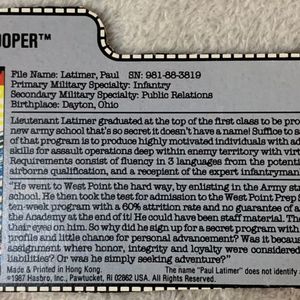 OOPER™
File Name: Latimer, Paul SN: 981-88-3819
Primary Military Specialty: Infantry
Secondary Military Specialty: Public Relations
Birthplace: Dayton, Ohio
Lieutenant Latimer graduated at the top of the first class to be pro
new army school that's so secret it doesn't have a name! Suffice to sa
of that program is to produce highly motivated individuals with ad
skills for assault operations deep within enemy territory with virtua
Requirements consist of fluency in 3 languages from the potenti
airborne qualification, and a recipient of the expert infantryman's
"He went to West Point the hard way, by enlisting in the Army str
school. He then took the test for admission to the West Point Prep S
ten-week program with a 60% attrition rate and no guarantee of a
the Academy at the end of it! He could have been staff material. Th
their eyes on him. So why did he sign up for a secret program with
profile and little chance for personal advancement? Was it becaus
assignment where honor, integrity and loyalty were considered
liabilities? Or was he simply seeking adventure?"
Made & Printed in Hong Kong. The name "Paul Latimer" does not identify
©1987 Hasbro, Inc., Pawtucket, RI 02862 USA. All Rights Reserved.